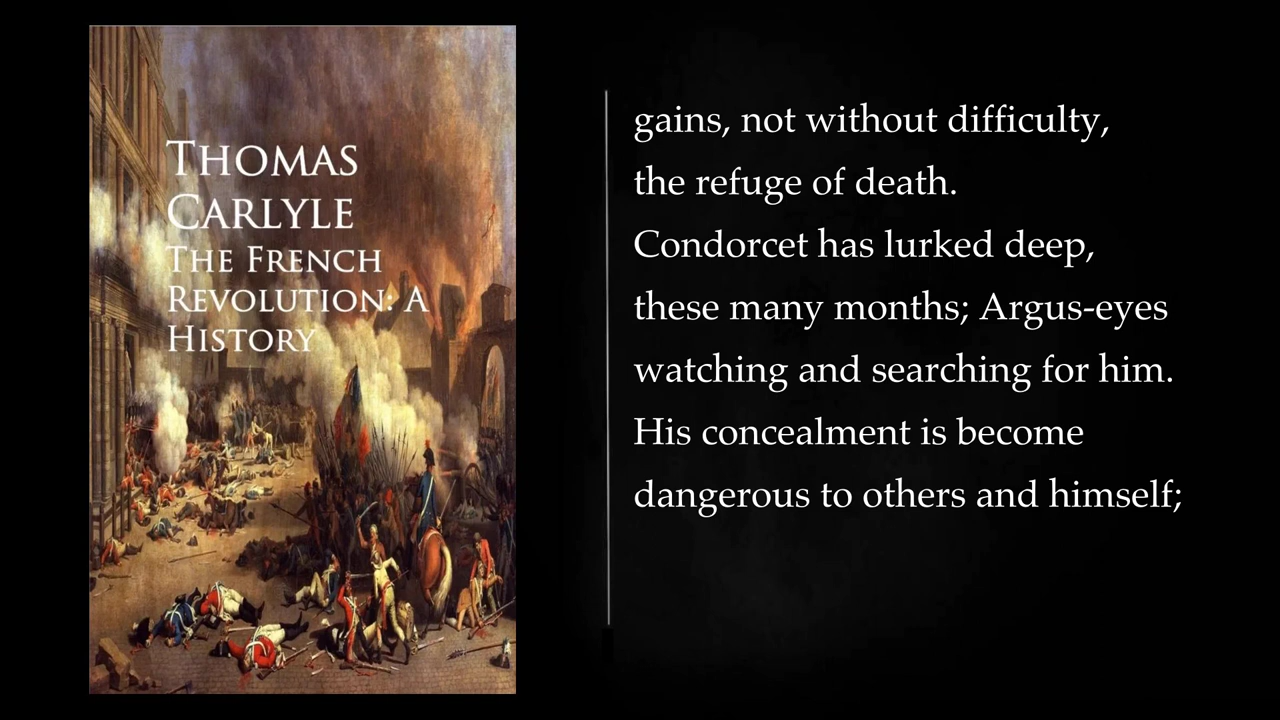 THOMAS
CARLYLE
THE FRENCH
REVOLUTION: A
HISTORY
gains, not without difficulty,
the refuge of death.
Condorcet has lurked deep,
these many months; Argus-eyes
watching and searching for him.
His concealment is become
dangerous to others and himself;